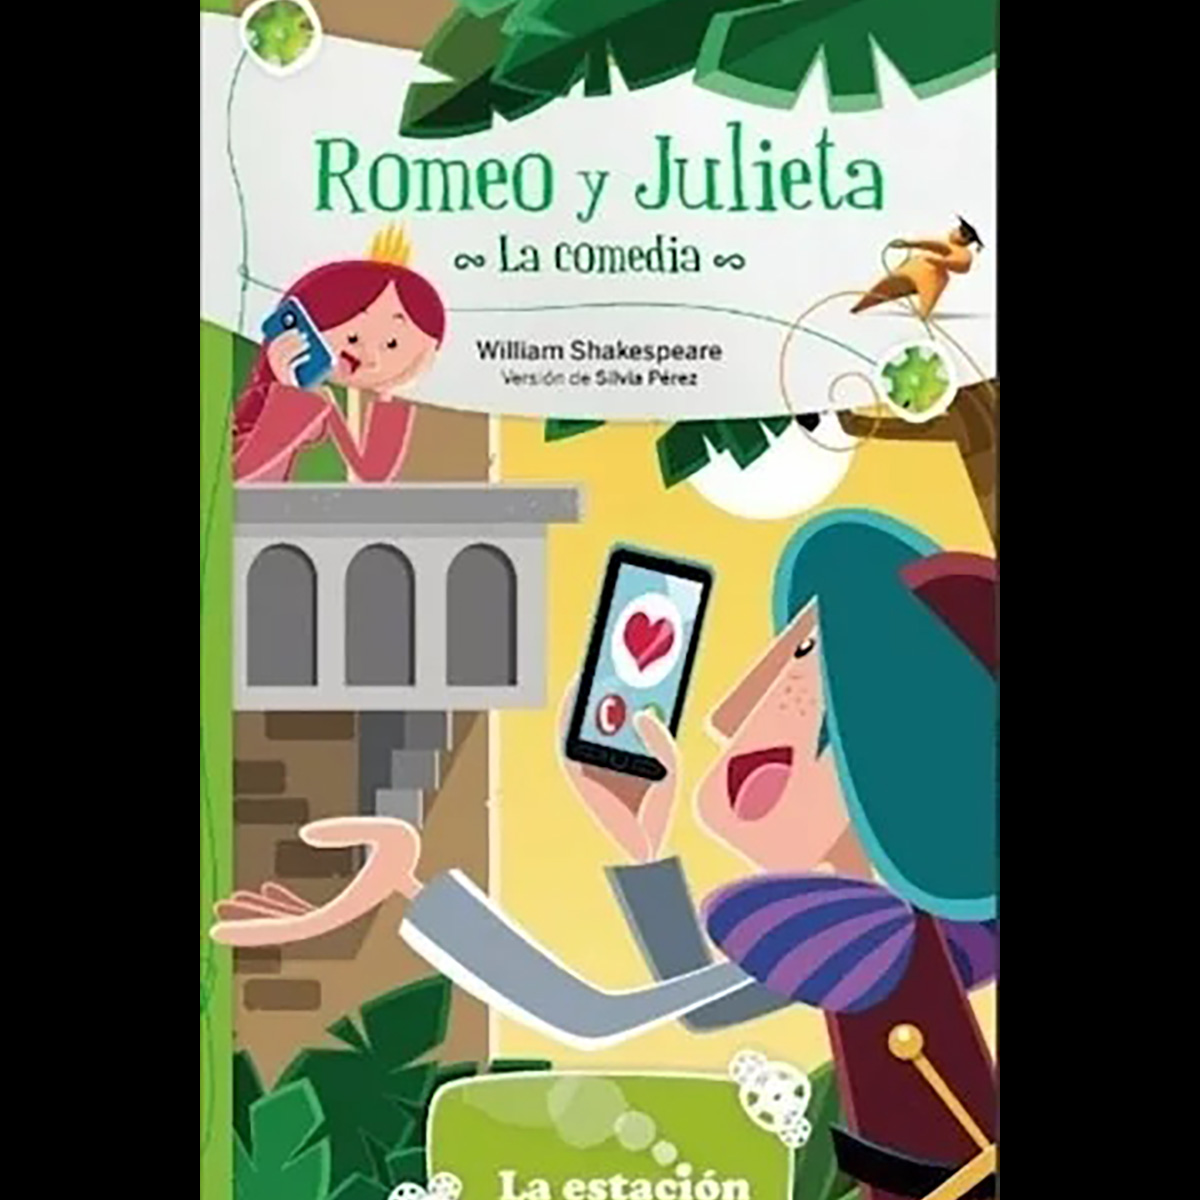 Romeo y Julieta
La comedia
William Shakespeare
Versión de Silvia Pérez
La estación